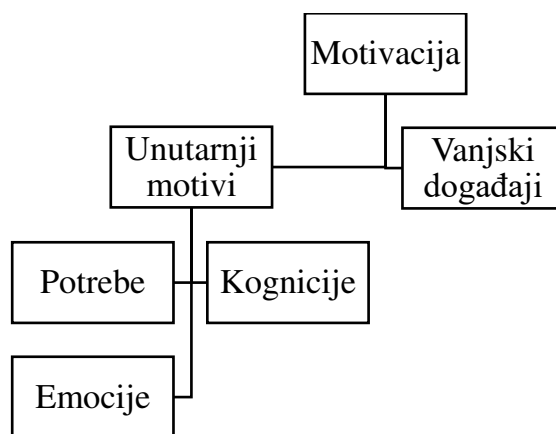 Motivacija
Unutarnji
motivi
Vanjski
događaji
Potrebe
Kognicije
Emocije